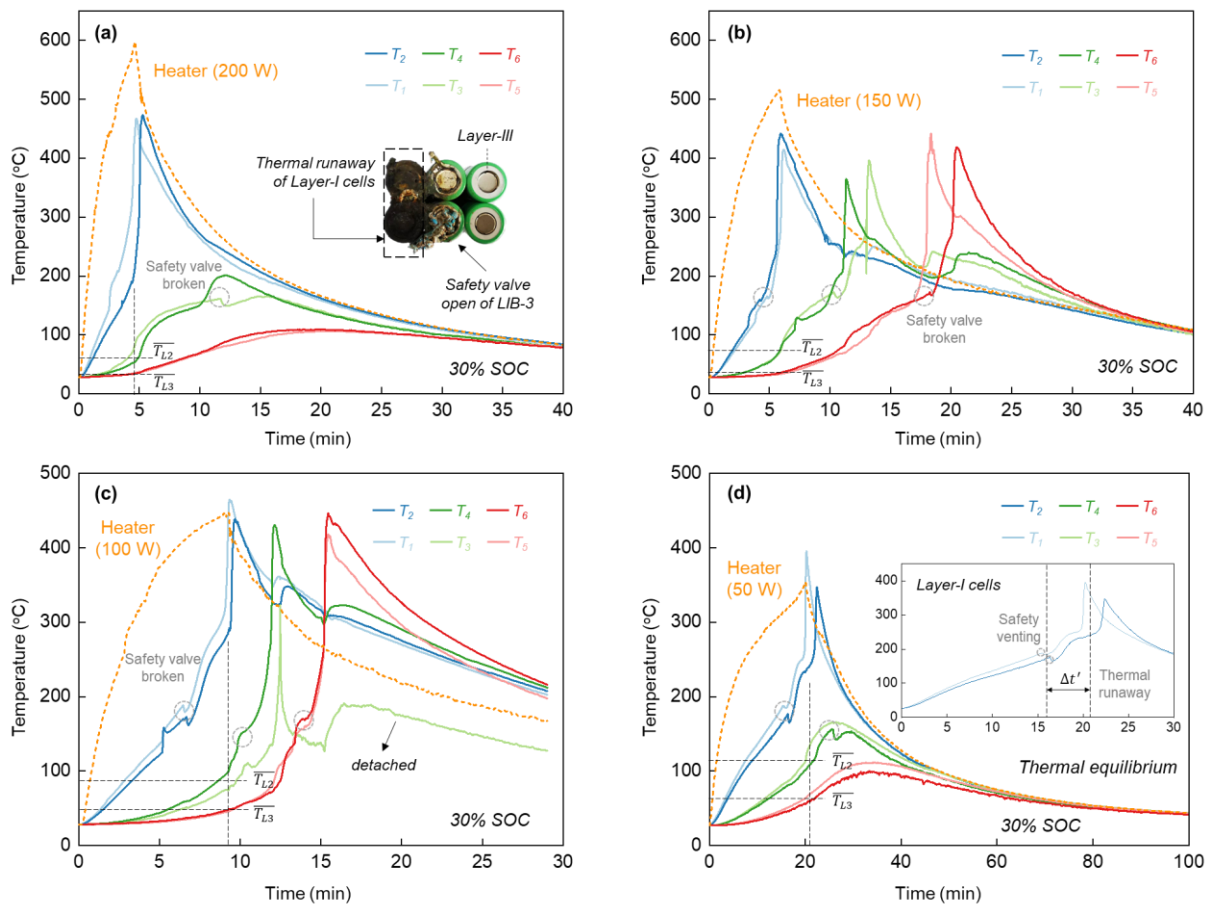 (a)
Heater (200 W)
T2 T4 T6
T1 T3 T5
Layer-III
Thermal runaway
of Layer-I cells
Safety valve
broken
Safety valve
open of LIB-3
TL2
TL3
30% SOC
600
500
400
300
200
100
0
0 5 10 15 20 25 30 35 40
Temperature (ºC)
Time (min)
(b)
Heater (150 W)
T2 T4 T6
T1 T3 T5
Safety valve
broken
TL2
TL3
30% SOC
600
500
400
300
200
100
0
0 5 10 15 20 25 30 35 40
Temperature (ºC)
Time (min)
(c)
Heater
(100 W)
T2 T4 T6
T1 T3 T5
Safety valve
broken
TL2
TL3
detached
30% SOC
500
400
300
200
100
0
0 5 10 15 20 25 30
Temperature (ºC)
Time (min)
(d)
Heater
(50 W)
T2 T4 T6
T1 T3 T5
Layer-I cells
Safety
venting
Δt'
Thermal
runaway
400
300
200
100
0
0 5 10 15 20 25 30
TL2
TL3
Thermal equilibrium
30% SOC
500
400
300
200
100
0
0 20 40 60 80 100
Temperature (ºC)
Time (min)